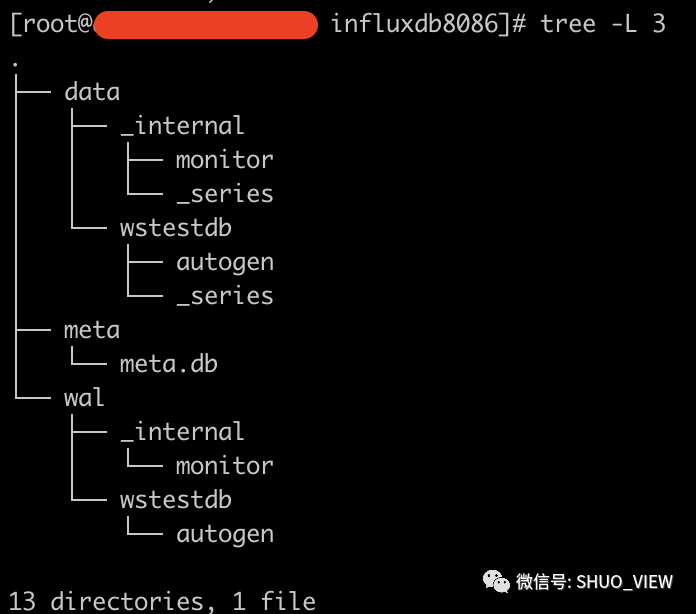 [root@ influxdb8086]# tree -L 3
.
├── data
│   ├── _internal
│   │   ├── monitor
│   │   └── _series
│   └── wstestdb
│       ├── autogen
│       └── _series
├── meta
│   └── meta.db
└── wal
    ├── _internal
    │   └── monitor
    └── wstestdb
        └── autogen
13 directories, 1 file
微信号: SHUO_VIEW